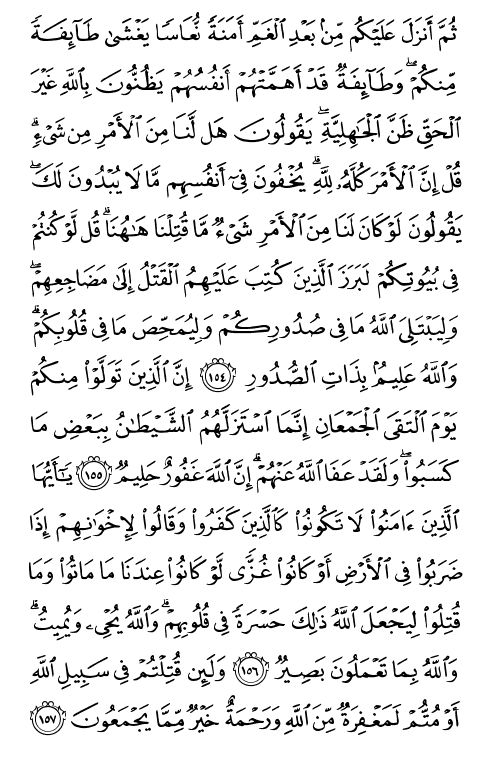 ثُمَّ أَنزَلَ عَلَيْكُم مِّنۢ بَعْدِ ٱلْغَمِّ أَمَنَةً نُّعَاسًا يَغْشَىٰ طَآئِفَةً
مِّنكُمْ ۖ وَطَآئِفَةٌ قَدْ أَهَمَّتْهُمْ أَنفُسُهُمْ يَظُنُّونَ بِٱللَّهِ غَيْرَ
ٱلْحَقِّ ظَنَّ ٱلْجَـٰهِلِيَّةِ ۖ يَقُولُونَ هَل لَّنَا مِنَ ٱلْأَمْرِ مِن شَىْءٍ ۗ
قُلْ إِنَّ ٱلْأَمْرَ كُلَّهُۥ لِلَّهِ ۗ يُخْفُونَ فِىٓ أَنفُسِهِم مَّا لَا يُبْدُونَ لَكَ ۖ
يَقُولُونَ لَوْ كَانَ لَنَا مِنَ ٱلْأَمْرِ شَىْءٌ مَّا قُتِلْنَا هَـٰهُنَا ۗ قُل لَّوْ كُنتُمْ
فِى بُيُوتِكُمْ لَبَرَزَ ٱلَّذِينَ كُتِبَ عَلَيْهِمُ ٱلْقَتْلُ إِلَىٰ مَضَاجِعِهِمْ ۖ
وَلِيَبْتَلِىَ ٱللَّهُ مَا فِى صُدُورِكُمْ وَلِيُمَحِّصَ مَا فِى قُلُوبِكُمْ ۗ
وَٱللَّهُ عَلِيمٌۢ بِذَاتِ ٱلصُّدُورِ ١٥٤ إِنَّ ٱلَّذِينَ تَوَلَّوْا۟ مِنكُمْ
يَوْمَ ٱلْتَقَى ٱلْجَمْعَانِ إِنَّمَا ٱسْتَزَلَّهُمُ ٱلشَّيْطَـٰنُ بِبَعْضِ مَا
كَسَبُوا۟ ۖ وَلَقَدْ عَفَا ٱللَّهُ عَنْهُمْ ۗ إِنَّ ٱللَّهَ غَفُورٌ حَلِيمٌ ١٥٥ يَـٰٓأَيُّهَا
ٱلَّذِينَ ءَامَنُوا۟ لَا تَكُونُوا۟ كَٱلَّذِينَ كَفَرُوا۟ وَقَالُوا۟ لِإِخْوَٰنِهِمْ إِذَا
ضَرَبُوا۟ فِى ٱلْأَرْضِ أَوْ كَانُوا۟ غُزًّى لَّوْ كَانُوا۟ عِندَنَا مَا مَاتُوا۟ وَمَا
قُتِلُوا۟ لِيَجْعَلَ ٱللَّهُ ذَٰلِكَ حَسْرَةً فِى قُلُوبِهِمْ ۗ وَٱللَّهُ يُحْىِۦ وَيُمِيتُ ۗ
وَٱللَّهُ بِمَا تَعْمَلُونَ بَصِيرٌ ١٥٦ وَلَئِن قُتِلْتُمْ فِى سَبِيلِ ٱللَّهِ
أَوْ مُتُّمْ لَمَغْفِرَةٌ مِّنَ ٱللَّهِ وَرَحْمَةٌ خَيْرٌ مِّمَّا يَجْمَعُونَ ١٥٧